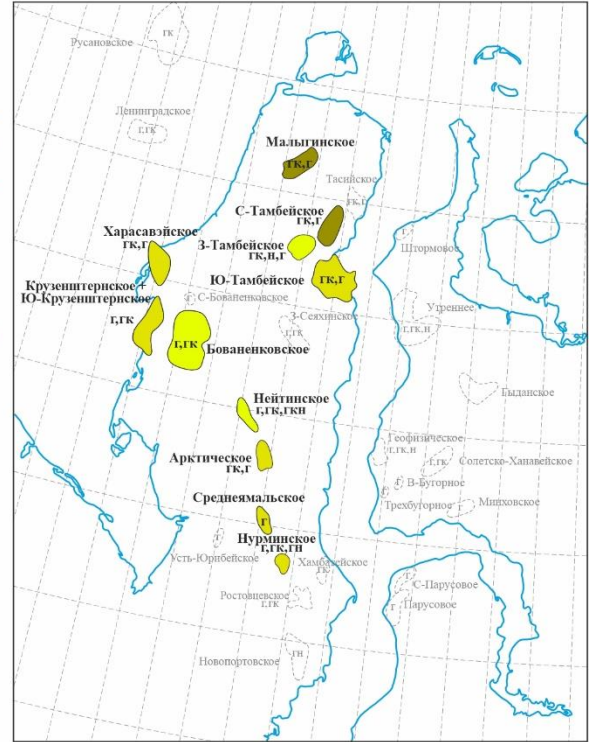 гк
Русановское
Ленинградское
г,гк
Малыгинское
гк,г
Тасийское
гк,г
С-Тамбейское
гк,г
Харасавэйское
гк,г
З-Тамбейское
гк,н,г
Штормовое
Ю-Тамбейское
гк,г
Крузенштернское +
Ю-Крузенштернское
г,гк
г
С-Бованенковское
Утреннее
г,гк,н
З-Сеяхинское
г,гк
г,гк
Бованенковское
Гыданское
Нейтинское
г,гк,гкн
Геофизическое
г,гк,н
г,гк
Солетско-Ханавейское
Арктическое
гк,г
В-Бугорное
г
Трехбугорное
Минховское
Среднеямальское
г
Нурминское
г,гк,гн
г
Усть-Юрибейское
Хамбатейское
гк
Ростовцевское
г,гк
С-Парусовое
г
Парусовое
Новопортовское
гн